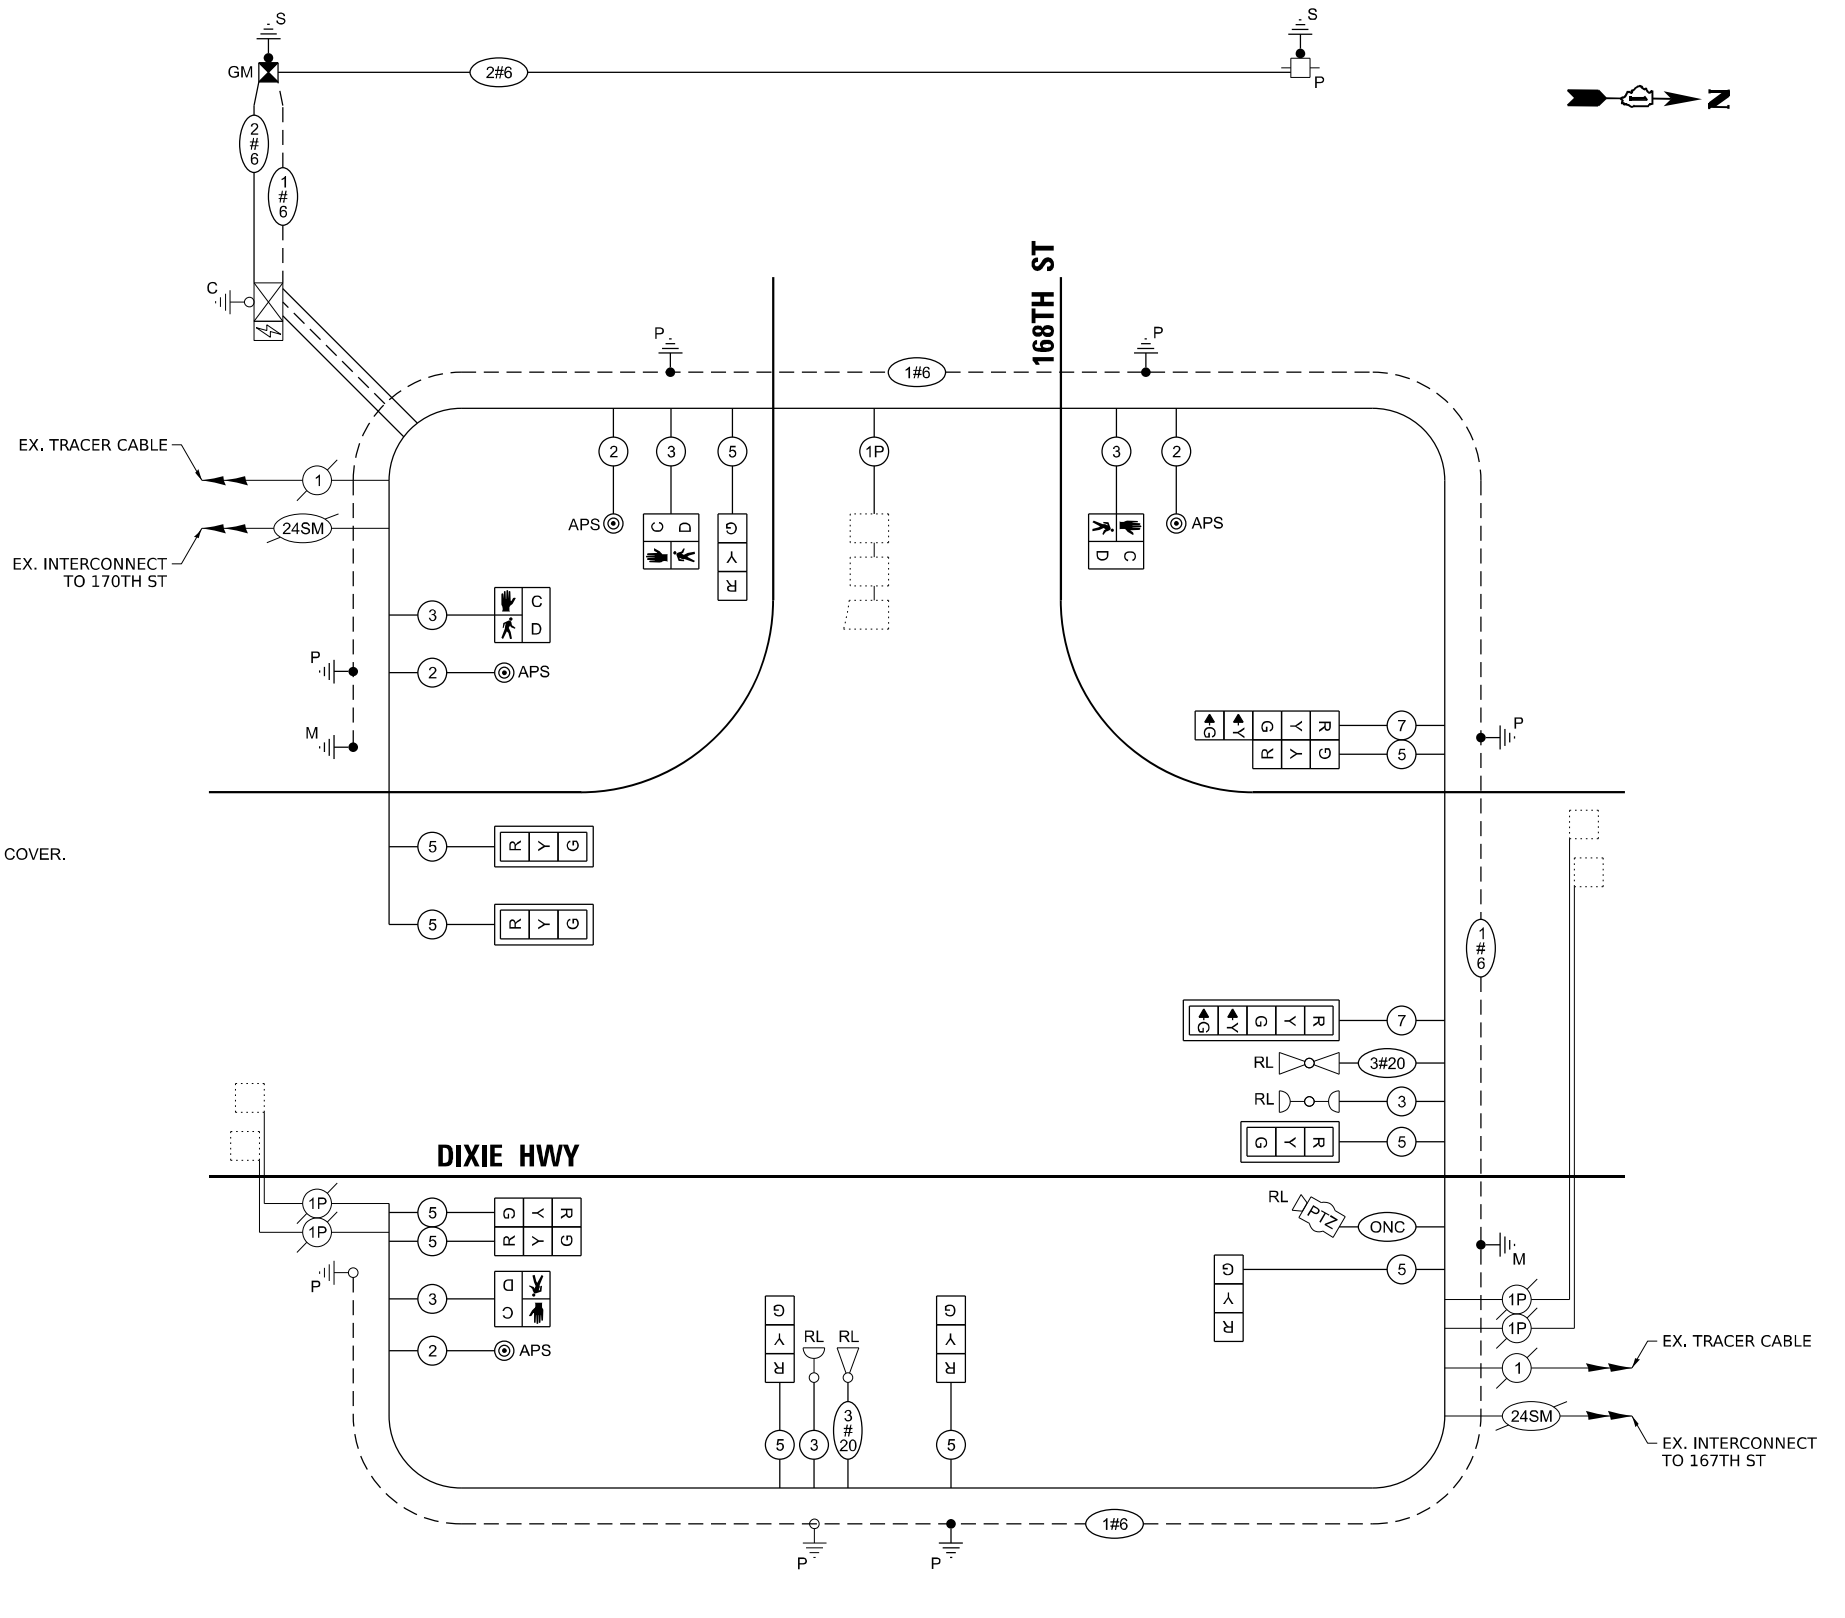 S
S
GM
2#6
P
N
2
#
6
1
#
6
168TH ST
C
P
P
1#6
EX. TRACER CABLE
1
2
3
5
1P
3
2
24SM
APS
C D
G
Y
R
D C
APS
EX. INTERCONNECT
TO 170TH ST
3
C
D
P
2
APS
M
G Y G Y R
7
P
R Y G
5
COVER.
5
R Y G
5
R Y G
1
#
6
G Y G Y R
7
RL
3#20
RL
3
G Y R
5
DIXIE HWY
1P
5
G Y R
RL
PTZ
ONC
1P
5
R Y G
M
P
5
G
Y
R
3
D
C
1P
1P
G
Y
R
RL
RL
G
Y
R
2
APS
EX. TRACER CABLE
1
3
#
20
5
3
5
24SM
EX. INTERCONNECT
TO 167TH ST
1#6
P
P